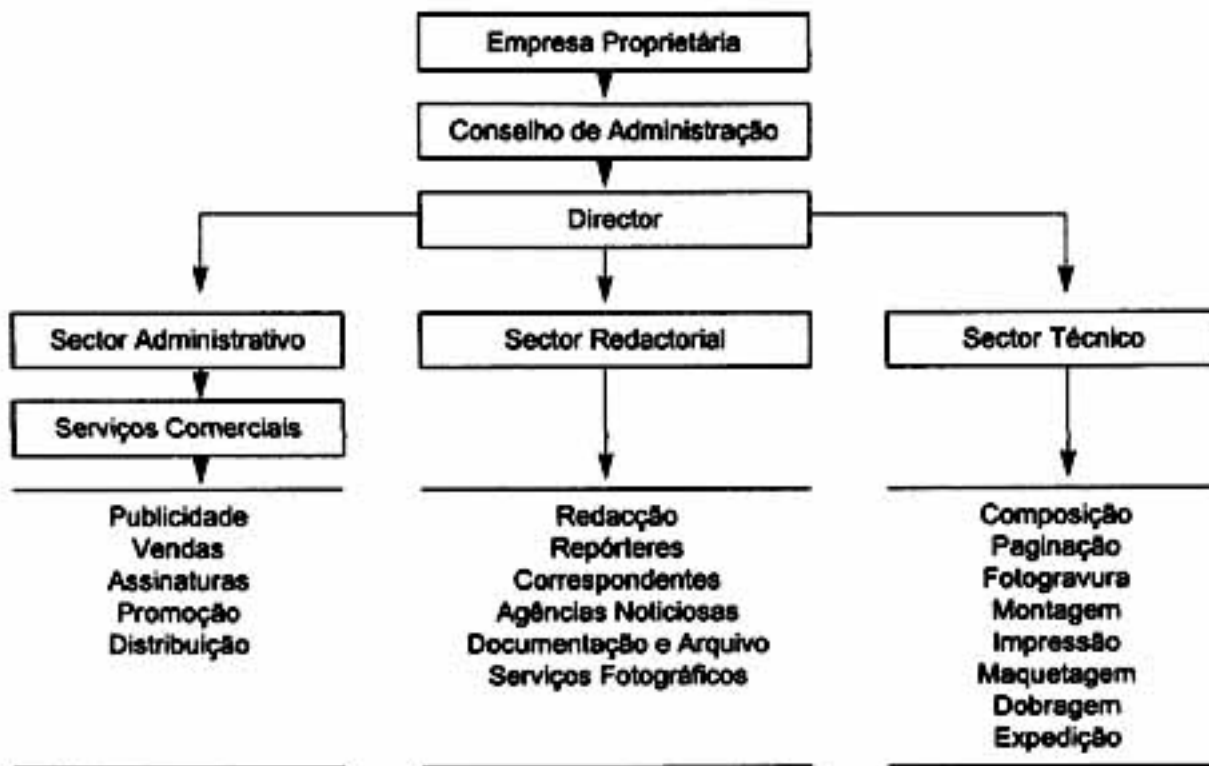 Empresa Proprietária
Conselho de Administração
Director
Sector Administrativo
Sector Redactorial
Sector Técnico
Serviços Comerciais
Publicidade
Vendas
Assinaturas
Promoção
Distribuição
Redacção
Repórteres
Correspondentes
Agências Noticiosas
Documentação e Arquivo
Serviços Fotográficos
Composição
Paginação
Fotogravura
Montagem
Impressão
Maquetagem
Dobragem
Expedição